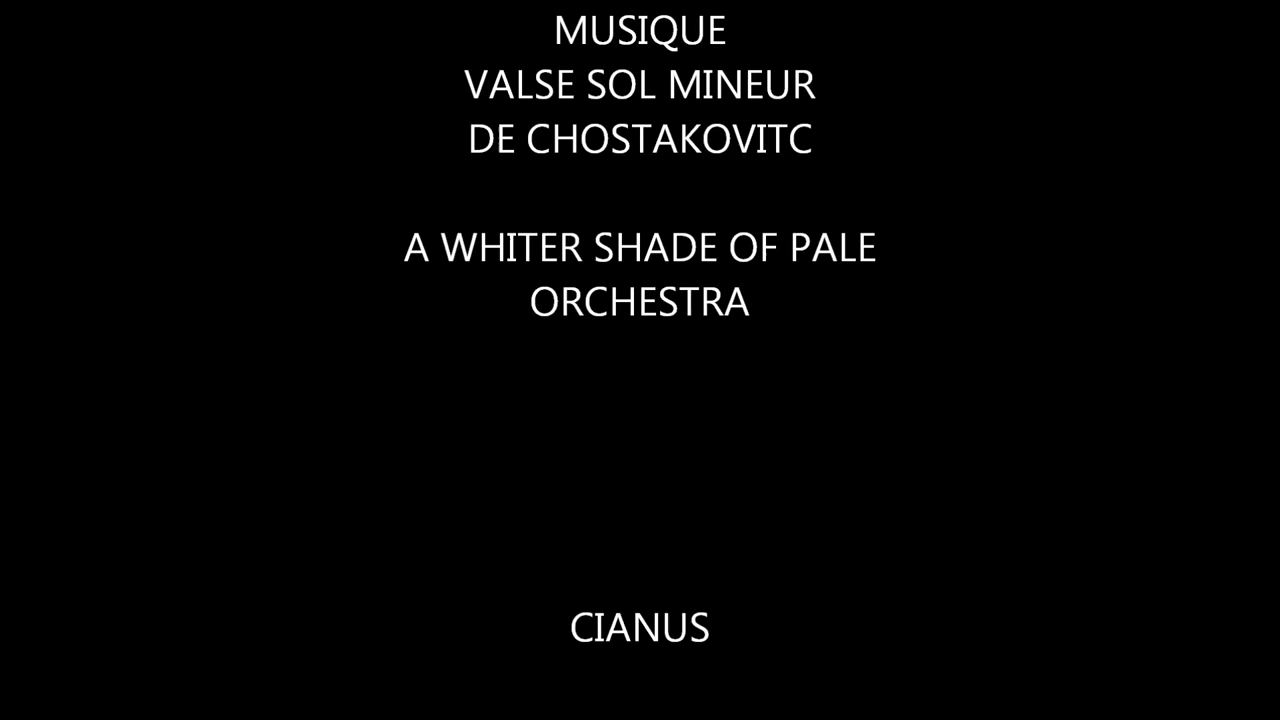 MUSIQUE
VALSE SOL MINEUR
DE CHOSTAKOVITC
A WHITER SHADE OF PALE
ORCHESTRA
CIANUS